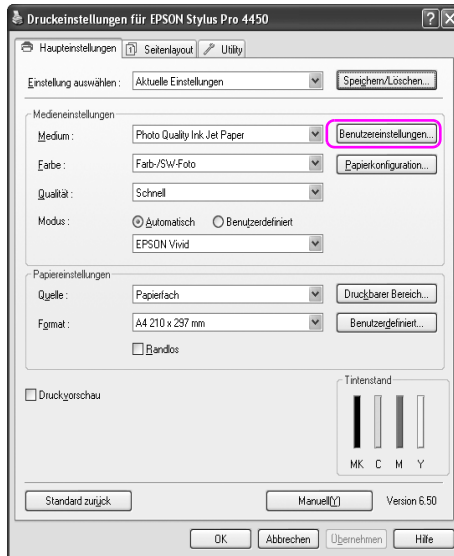 Druckeinstellungen für EPSON Stylus Pro 4450
Haupteinstellungen Seitenlayout Utility
Einstellung auswählen : Aktuelle Einstellungen Speichern/Löschen...
Medieneinstellungen
Medium : Photo Quality Ink Jet Paper Benutzereinstellungen...
Farbe : Farb-/SW-Foto Papierkonfiguration...
Qualität : Schnell
Modus : Automatisch Benutzerdefiniert
EPSON Vivid
Papiereinstellungen
Quelle : Papierfach Druckbarer Bereich...
Format : A4 210 x 297 mm Benutzerdefiniert...
Randlos
Druckvorschau
Tintenstand
MK C M Y
Standard zurück Manuell(Y) Version 6.50
OK Abbrechen Übernehmen Hilfe